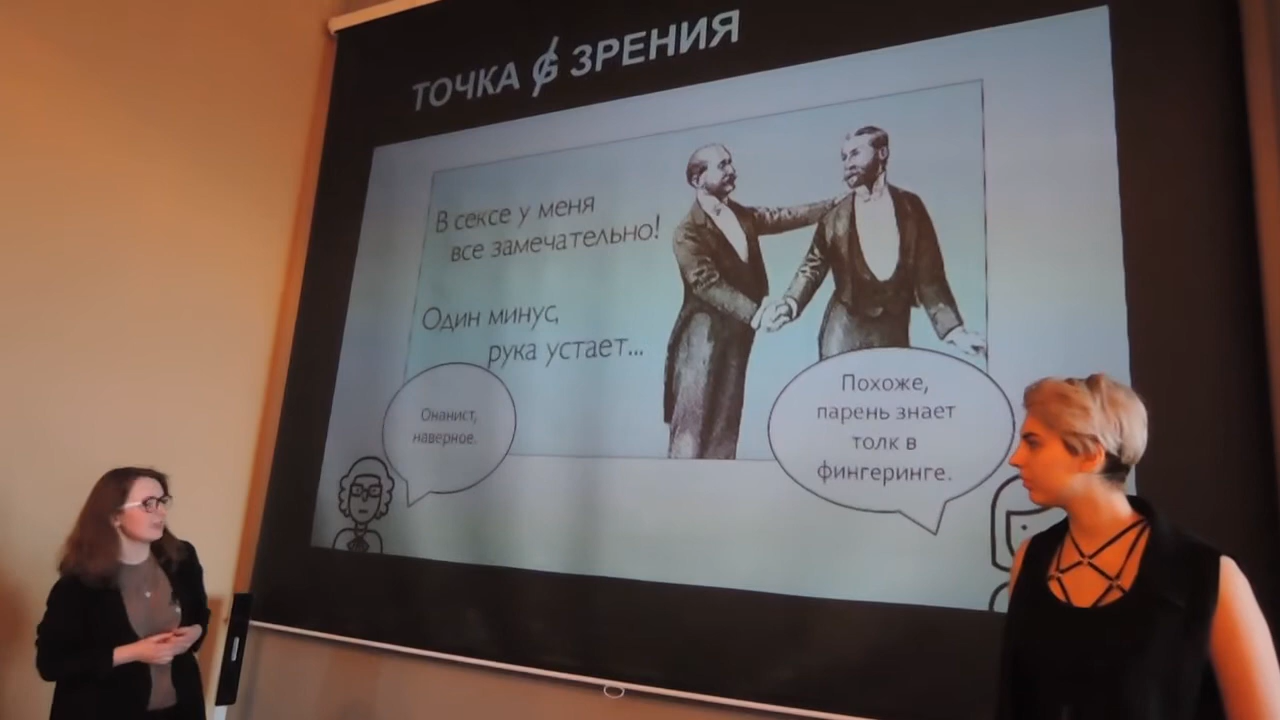 ТОЧКА G ЗРЕНИЯ
В сексе у меня
все замечательно!
Один минус,
рука устает...
Онанист,
наверное.
Похоже,
парень знает
толк в
фингеринге.